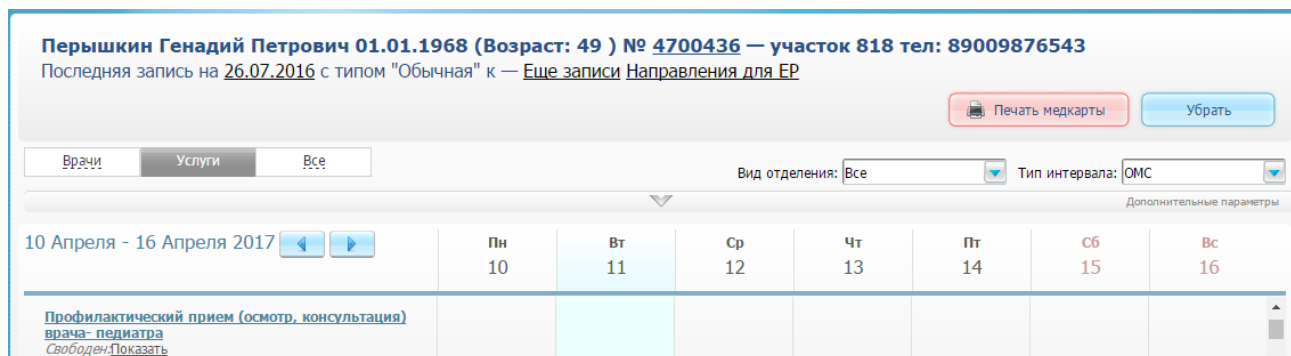 Перышкин Генадий Петрович 01.01.1968 (Возраст: 49 ) № 4700436 — участок 818 тел: 89009876543
Последняя запись на 26.07.2016 с типом "Обычная" к — Еще записи Направления для ЕР
Печать медкарты Убрать
Врачи Услуги Все Вид отделения: Все Тип интервала: ОМС
Дополнительные параметры
10 Апреля - 16 Апреля 2017 Пн Вт Ср Чт Пт Сб Вс
10 11 12 13 14 15 16
Профилактический прием (осмотр, консультация)
врача- педиатра
Свободен:Показать